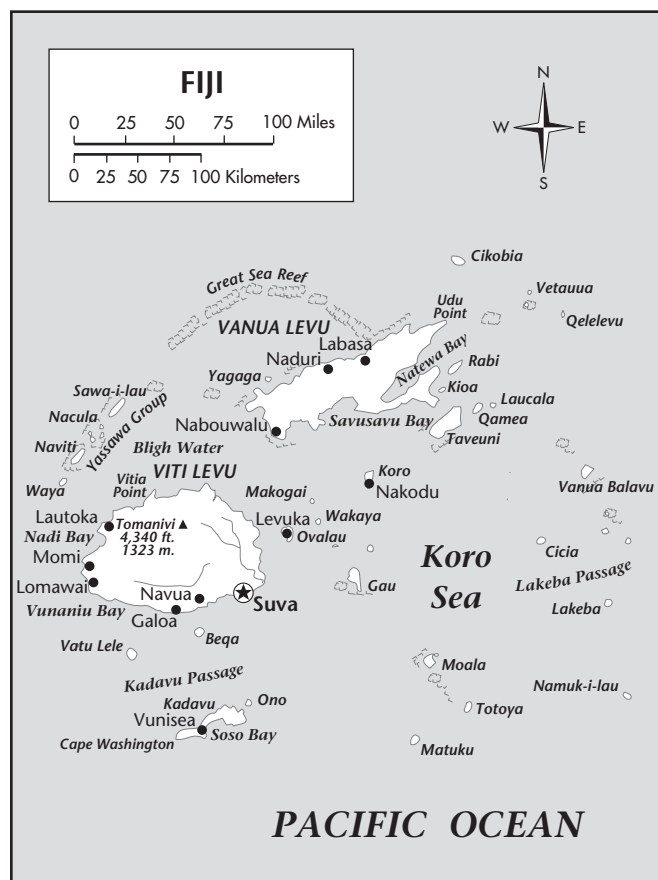 FIJI
0 25 50 75 100 Miles
0 25 50 75 100 Kilometers
N
W E
S
Cikobia
Great Sea Reef
Vetauua
Udu
Point
Qelelevu
VANUA LEVU
Labasa
Naduri
Natewa Bay
Rabi
Yagaga
Kioa
Sawa-i-lau
Laucala
Nacula
Yassawa Group
Qamea
Nabouwalu
Savusavu Bay
Taveuni
Naviti
Bligh Water
VITI LEVU
Koro
Waya
Vitia
Point
Makogai
Nakodu
Vanua Balavu
Lautoka
Tomanivi
4,340 ft.
1323 m.
Levuka
Wakaya
Nadi Bay
Ovalau
Cicia
Momi
Koro
Sea
Lakeba Passage
Lomawai
Gau
Navua
Suva
Lakeba
Vunaniu Bay
Galoa
Beqa
Vatu Lele
Moala
Kadavu Passage
Namuk-i-lau
Kadavu
Ono
Totoya
Vunisea
Soso Bay
Cape Washington
Matuku
PACIFIC OCEAN